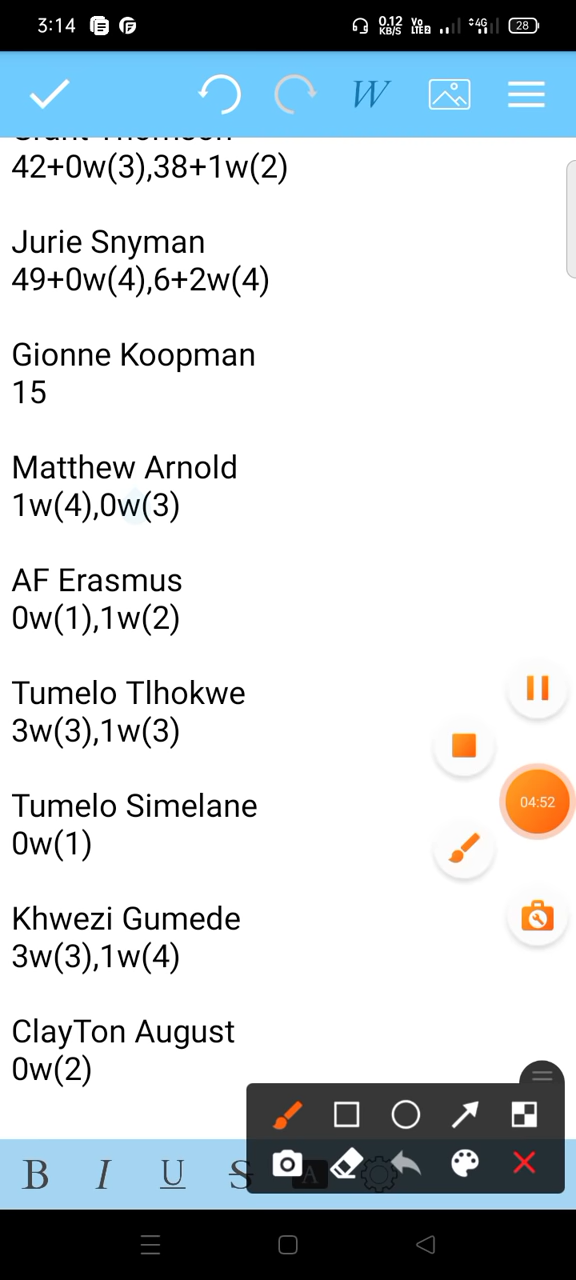 3:14
0.12
KB/S
Vo
LTE2
4G
28
W
42+0w(3),38+1w(2)
Jurie Snyman
49+0w(4),6+2w(4)
Gionne Koopman
15
Matthew Arnold
1w(4),0w(3)
AF Erasmus
0w(1),1w(2)
Tumelo Tlhokwe
3w(3),1w(3)
Tumelo Simelane
0w(1)
04:52
Khwezi Gumede
3w(3),1w(4)
ClayTon August
0w(2)
B I U S A